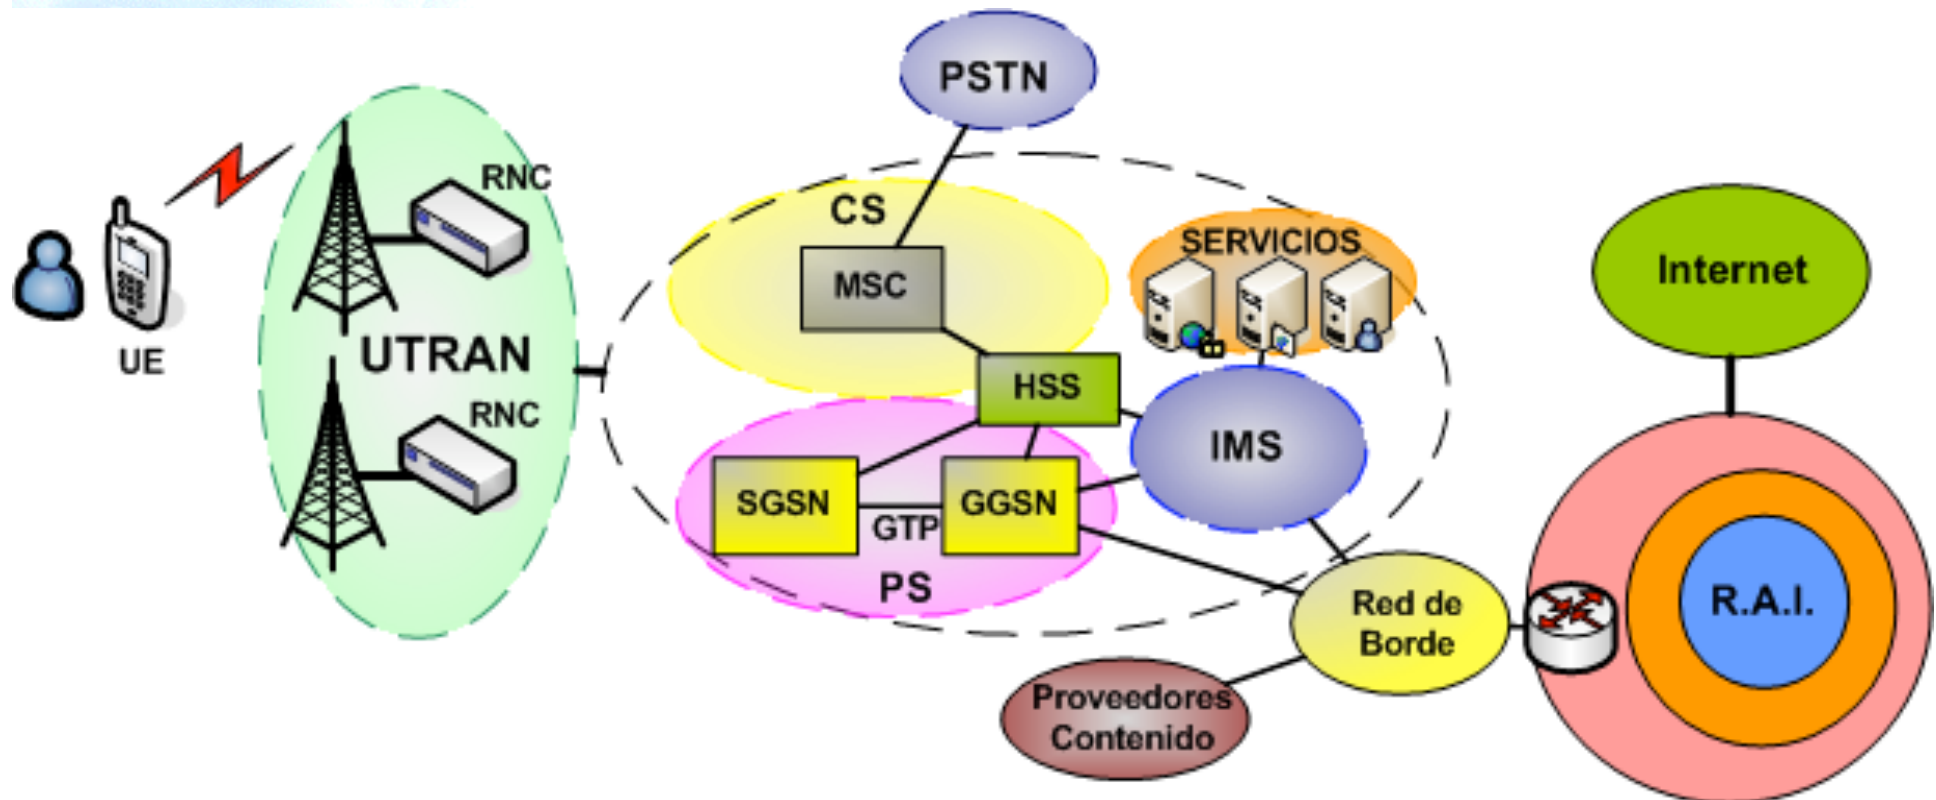 PSTN
RNC
CS
SERVICIOS
MSC
Internet
UE
UTRAN
HSS
RNC
IMS
SGSN
GTP
GGSN
PS
Red de
Borde
R.A.I.
Proveedores
Contenido